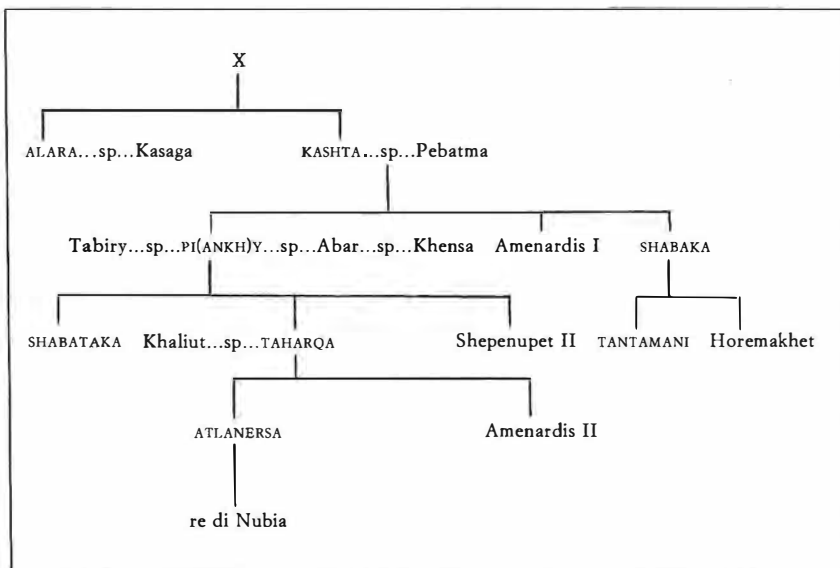 X
ALARA...sp...Kasaga KASHTA...sp...Pebatma
Tabiry...sp...PI(ANKH)Y...sp...Abar...sp...Khensa Amenardis I SHABAKA
SHABATAKA Khaliut...sp...TAHARQA Shepenupet II TANTAMANI Horemakhet
ATLANERSA Amenardis II
re di Nubia